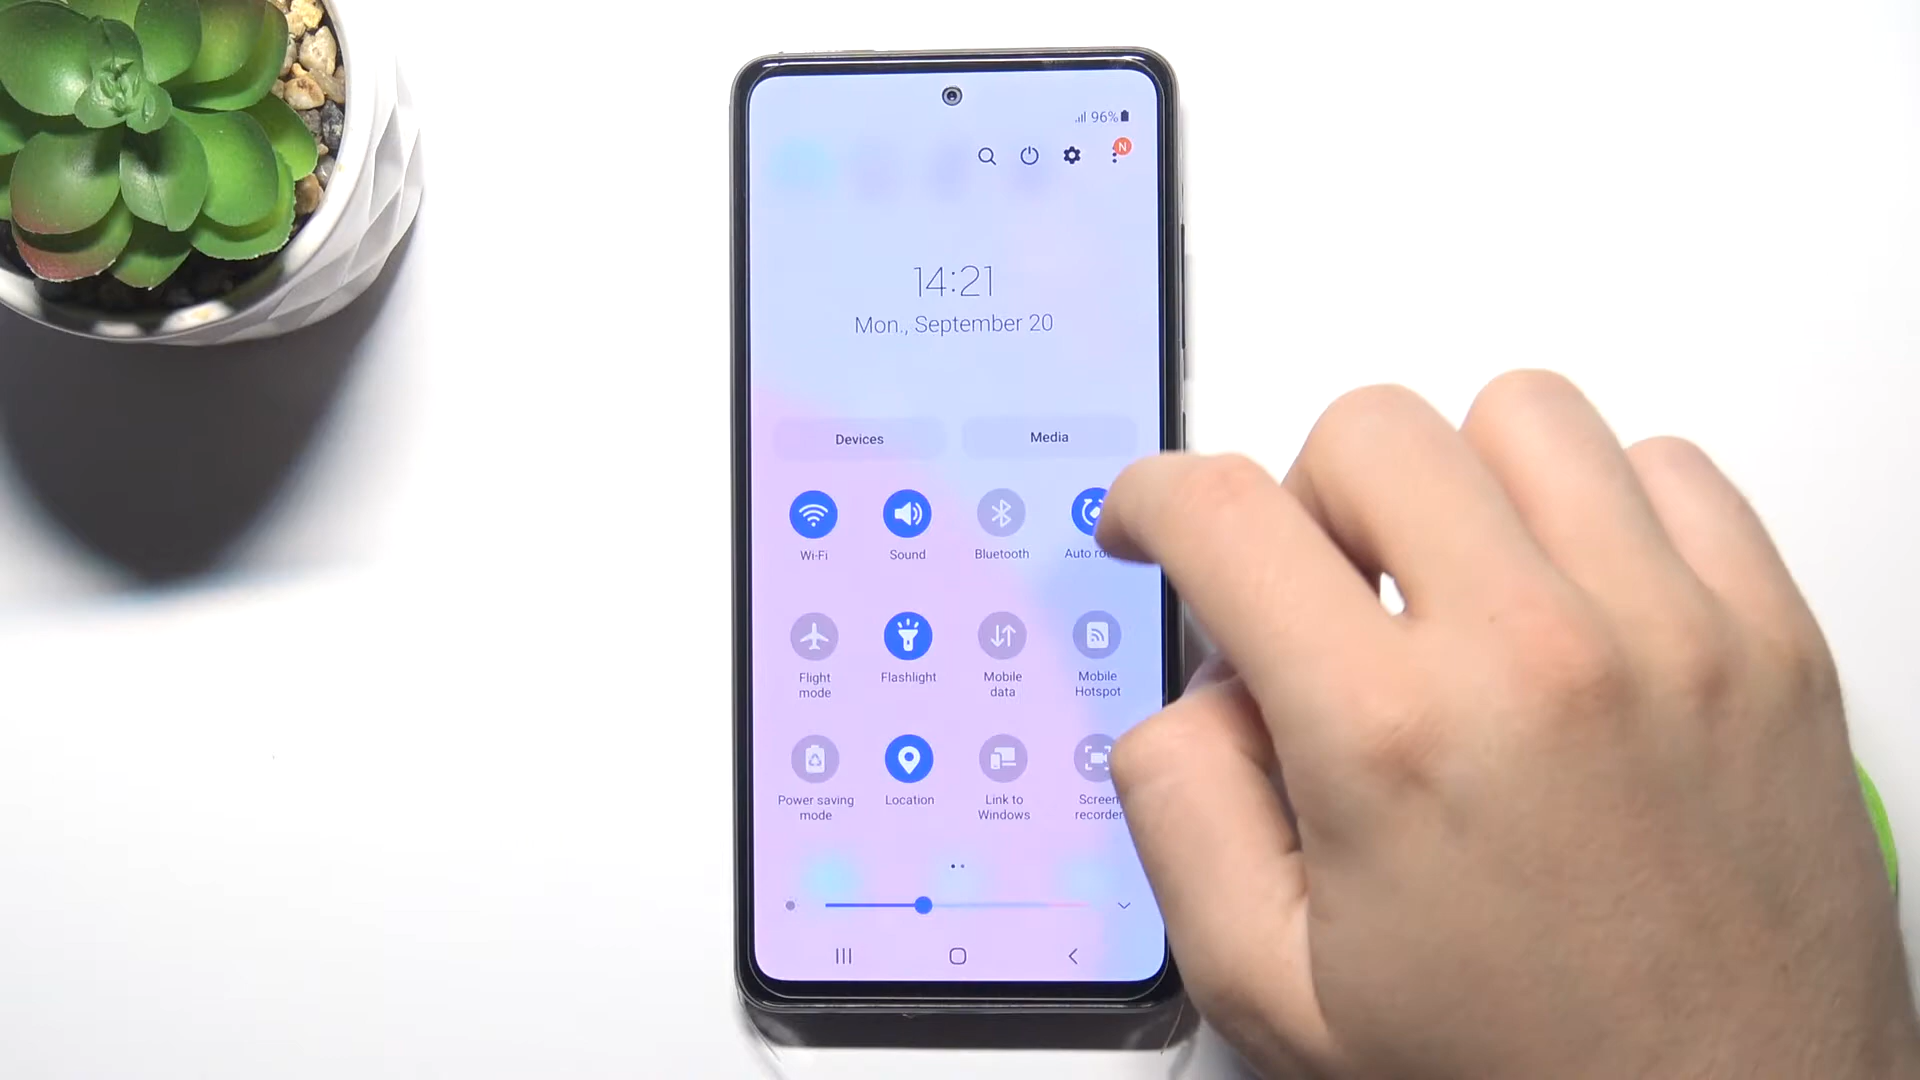 96%
N
14:21
Mon., September 20
Devices
Media
Wi-Fi
Sound
Bluetooth
Auto
Flight
mode
Flashlight
Mobile
data
Mobile
Hotspot
Power saving
mode
Location
Link to
Windows
Screen
recorder